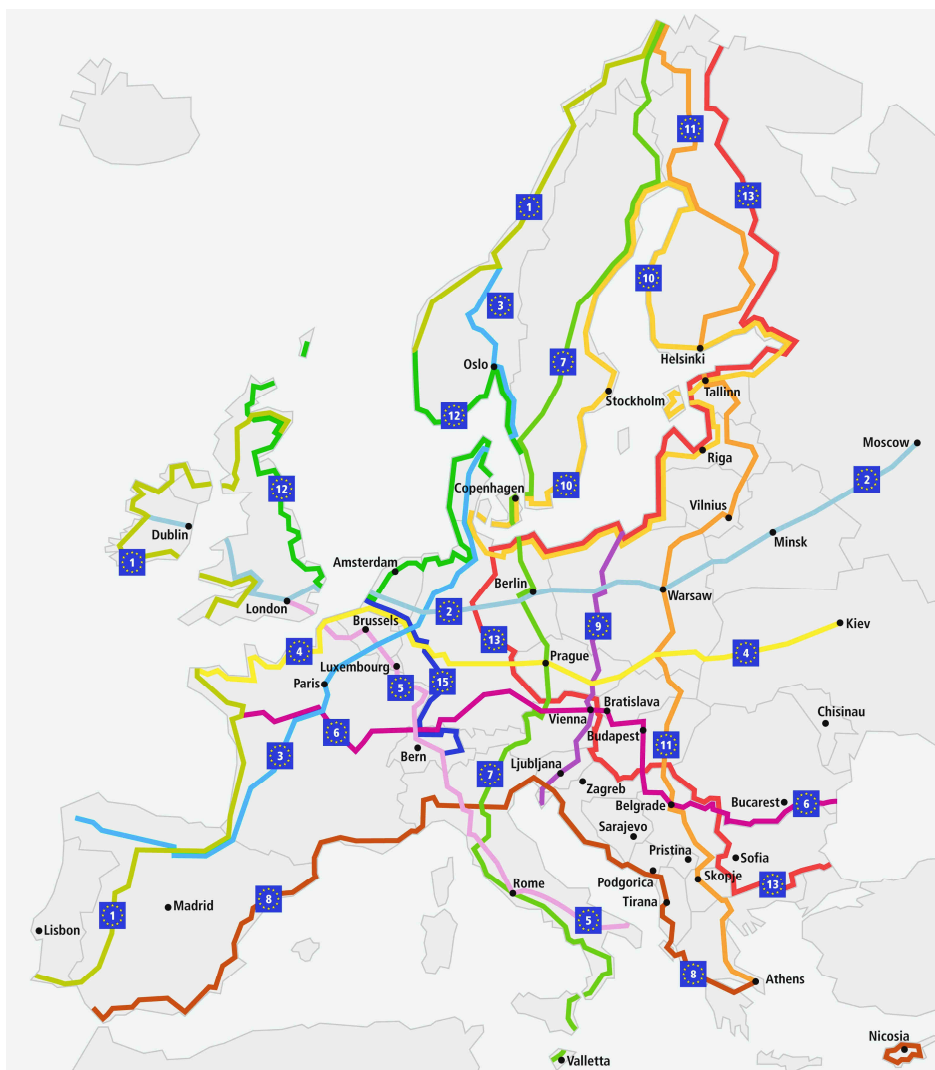 11
13
1
10
3
Helsinki
Oslo
7
Tallinn
Stockholm
12
Moscow
Riga
2
12
Copenhagen
10
Vilnius
Dublin
Minsk
1
Amsterdam
Berlin
Warsaw
London
2
Kiev
Brussels
9
13
4
4
Prague
Luxembourg
Paris
5
15
Bratislava
Chisinau
Vienna
6
Budapest
11
Bern
3
Ljubljana
7
Zagreb
Belgrade
Bucarest
6
Sarajevo
Pristina
Sofia
Podgorica
Skopje
13
Rome
8
Tirana
Madrid
1
5
Lisbon
8
Athens
Nicosia
Valletta